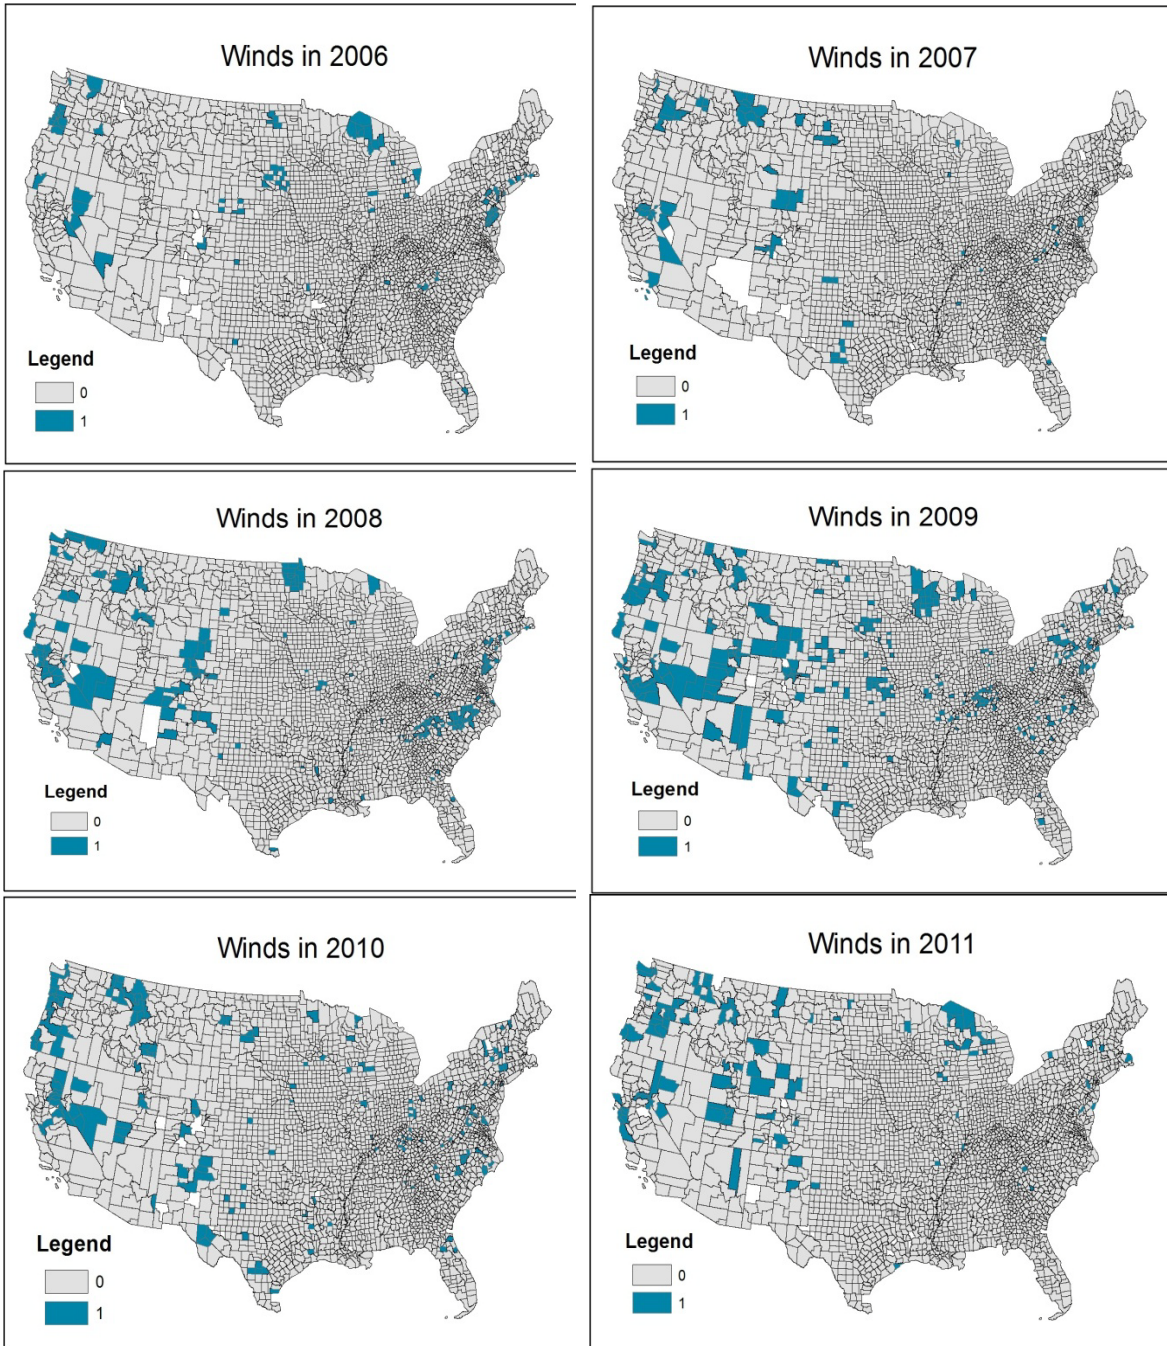 Winds in 2006
Legend
0
1
Winds in 2007
Legend
0
1
Winds in 2008
Legend
0
1
Winds in 2009
Legend
0
1
Winds in 2010
Legend
0
1
Winds in 2011
Legend
0
1